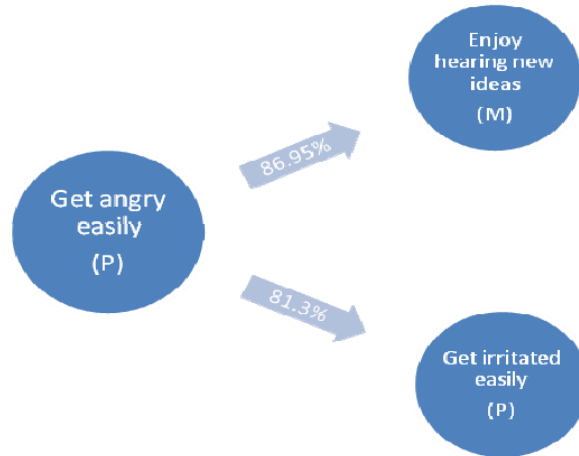 Enjoy
hearing new
ideas
(M)
86.95%
Get angry
easily
(P)
81.3%
Get irritated
easily
(P)